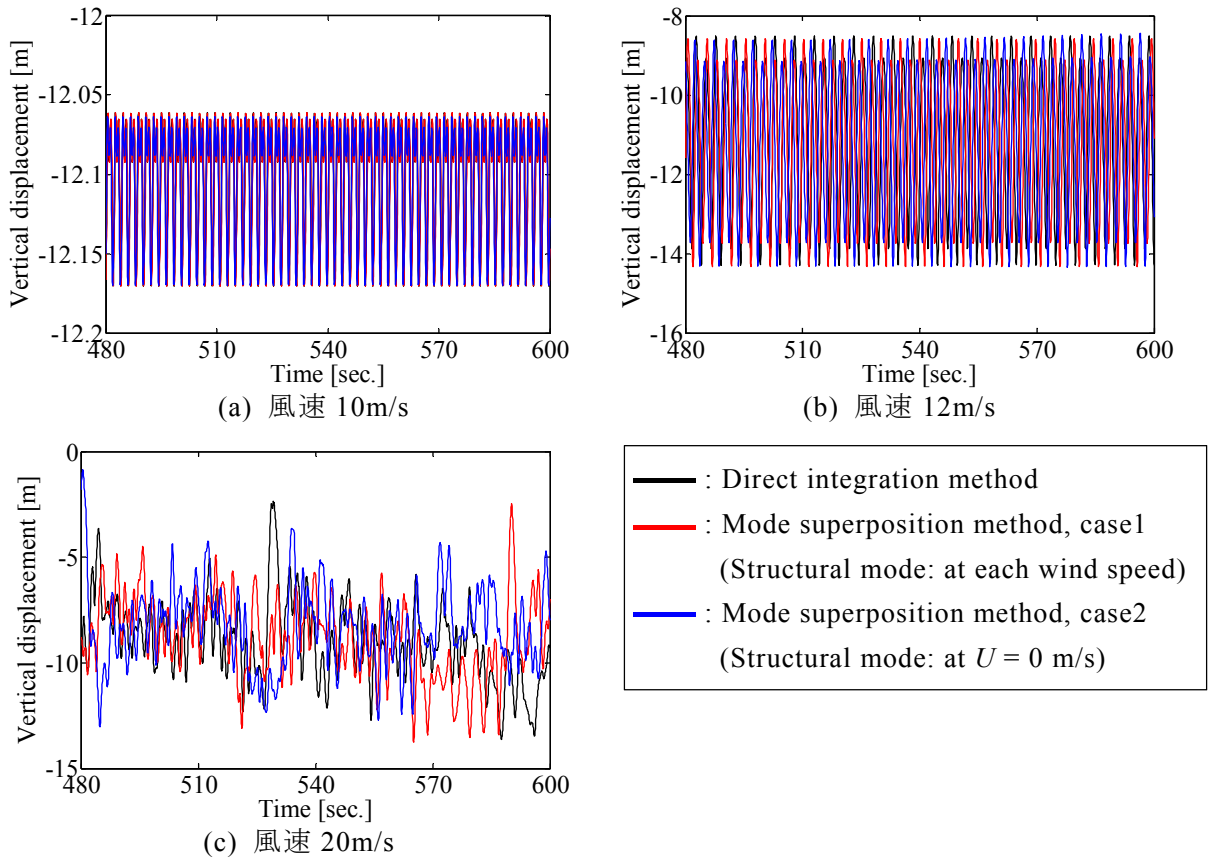 -12
-12.05
-12.1
-12.15
-12.2
Vertical displacement [m]
480 510 540 570 600
Time [sec.]
(a) 風速 10m/s
-8
-10
-12
-14
-16
Vertical displacement [m]
480 510 540 570 600
Time [sec.]
(b) 風速 12m/s
0
-5
-10
-15
Vertical displacement [m]
480 510 540 570 600
Time [sec.]
(c) 風速 20m/s
: Direct integration method
: Mode superposition method, case1
(Structural mode: at each wind speed)
: Mode superposition method, case2
(Structural mode: at U = 0 m/s)